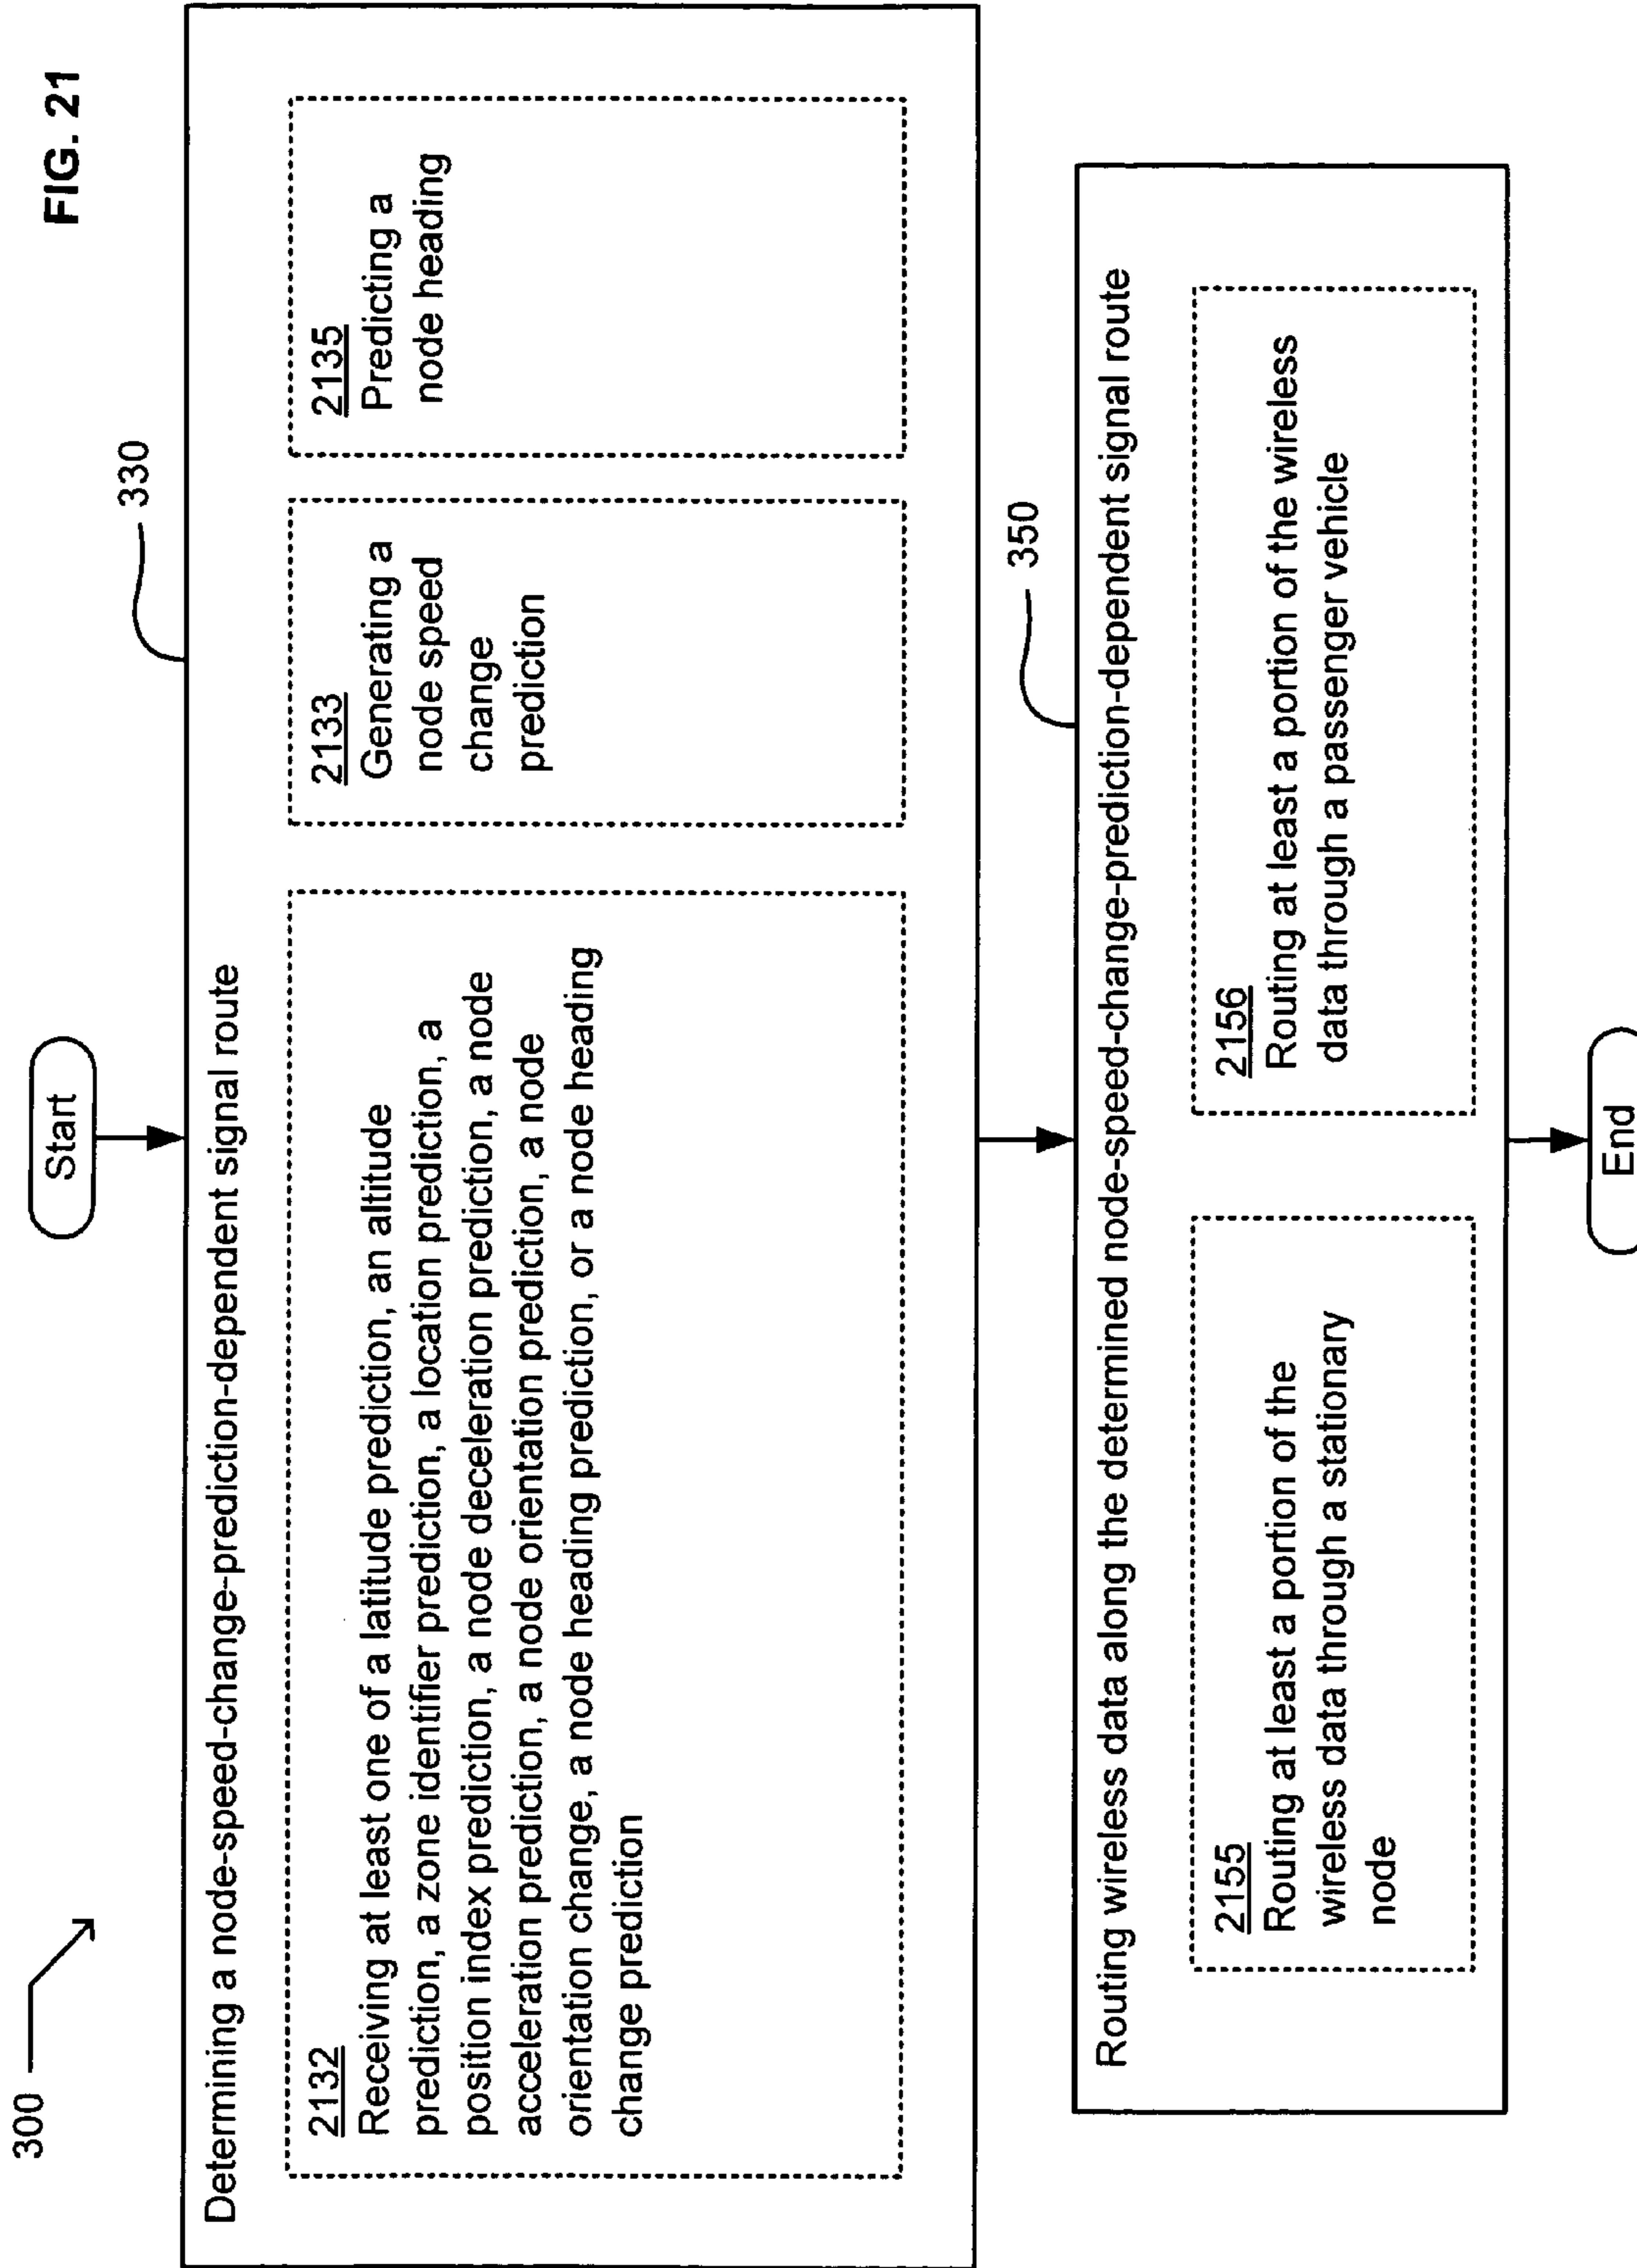 FIG. 21
300
Start
330
Determining a node-speed-change-prediction-dependent signal route
2132
Receiving at least one of a latitude prediction, an altitude
prediction, a zone identifier prediction, a location prediction, a
position index prediction, a node deceleration prediction, a node
acceleration prediction, a node orientation prediction, a node
orientation change, a node heading prediction, or a node heading
change prediction
2133
Generating a
node speed
change
prediction
2135
Predicting a
node heading
350
Routing wireless data along the determined node-speed-change-prediction-dependent signal route
2155
Routing at least a portion of the
wireless data through a stationary
node
2156
Routing at least a portion of the wireless
data through a passenger vehicle
End